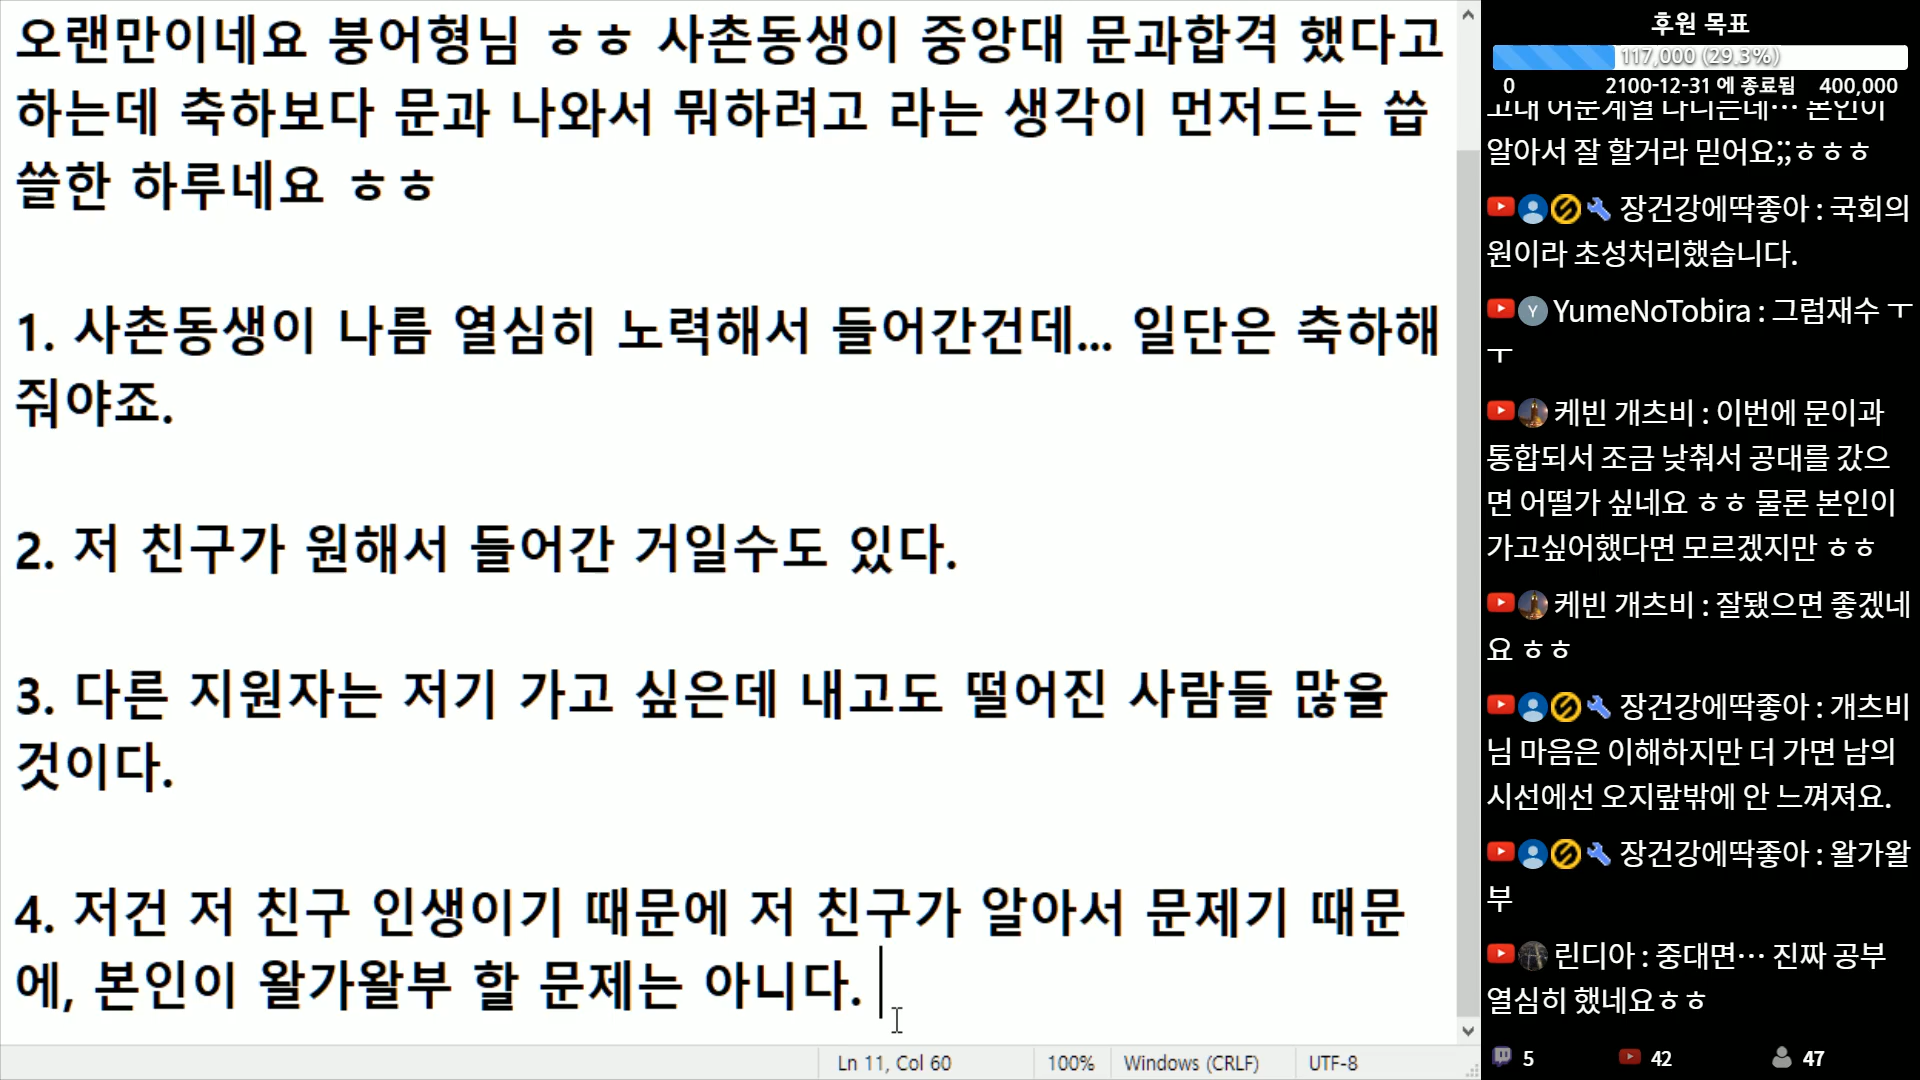 오랜만이네요 붕어형님 ㅎㅎ 사촌동생이 중앙대 문과합격 했다고
하는데 축하보다 문과 나와서 뭐하려고 라는 생각이 먼저드는 씁
쓸한 하루네요 ㅎㅎ
1. 사촌동생이 나름 열심히 노력해서 들어간건데... 일단은 축하해
줘야죠.
2. 저 친구가 원해서 들어간 거일수도 있다.
3. 다른 지원자는 저기 가고 싶은데 내고도 떨어진 사람들 많을
것이다.
4. 저건 저 친구 인생이기 때문에 저 친구가 알아서 문제기 때문
에, 본인이 왈가왈부 할 문제는 아니다.
Ln 11, Col 60
100%
Windows (CRLF)
UTF-8
후원 목표
117,000 (29.3%)
0 2100-12-31 에 종료됨 400,000
고대 어문계열 다니는데… 본인이
알아서 잘 할거라 믿어요;;ㅎㅎㅎ
장건강에딱좋아 : 국회의
원이라 초성처리했습니다.
Y YumeNoTobira : 그럼재수 ㅜ
ㅜ
케빈 개츠비 : 이번에 문이과
통합되서 조금 낮춰서 공대를 갔으
면 어떨가 싶네요 ㅎㅎ 물론 본인이
가고싶어했다면 모르겠지만 ㅎㅎ
케빈 개츠비 : 잘됐으면 좋겠네
요 ㅎㅎ
장건강에딱좋아 : 개츠비
님 마음은 이해하지만 더 가면 남의
시선에선 오지랖밖에 안 느껴져요.
장건강에딱좋아 : 왈가왈
부
린디아 : 중대면… 진짜 공부
열심히 했네요ㅎㅎ
5 42 47